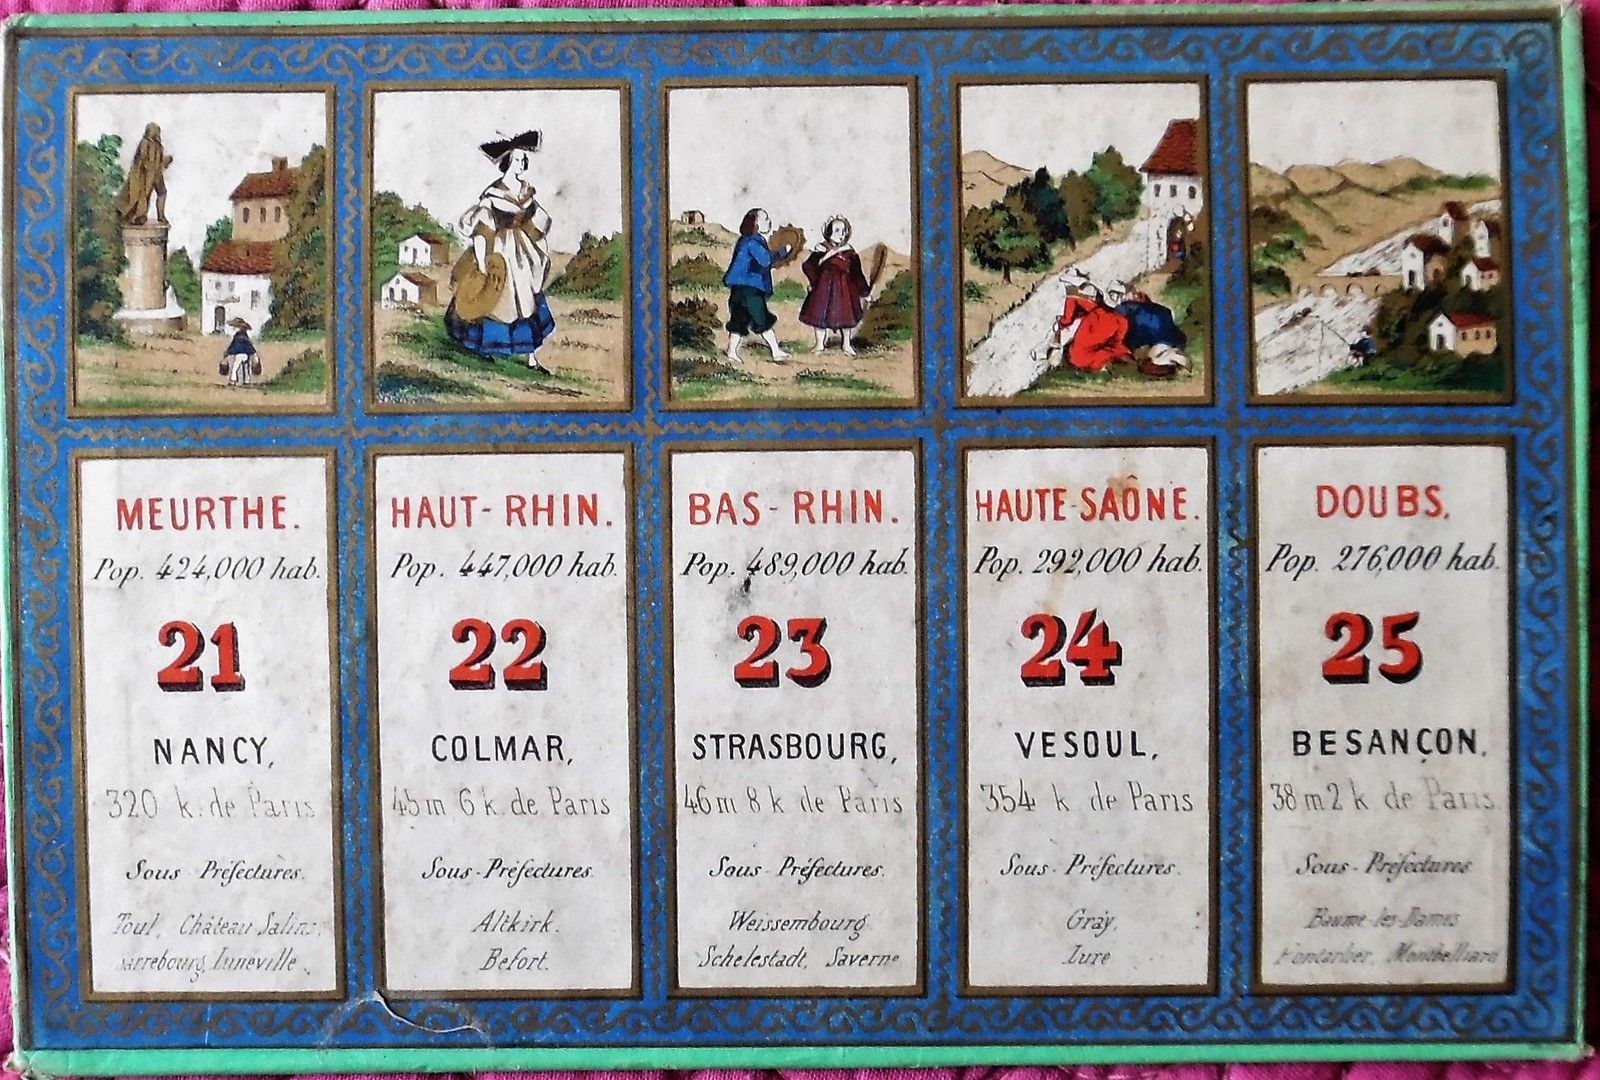 MEURTHE.
Pop. 424,000 hab.
21
NANCY,
320 k. de Paris
Sous-Préfectures.
Toul, Château Salins,
Sarrebourg, Lunéville.
HAUT-RHIN.
Pop. 447,000 hab.
22
COLMAR,
45m 6k. de Paris
Sous-Préfectures.
Altkirk.
Befort.
BAS-RHIN.
Pop. 489,000 hab.
23
STRASBOURG,
46m 8k de Paris
Sous-Préfectures.
Weissembourg
Schelestadt, Saverne
HAUTE-SAÔNE.
Pop. 292,000 hab.
24
VESOUL,
354 k. de Paris
Sous-Préfectures.
Gray,
Lure
DOUBS.
Pop. 276,000 hab.
25
BESANÇON.
38m2k de Paris.
Sous-Préfectures
Baume-les-Dames
Pontarlier, Montbelliard